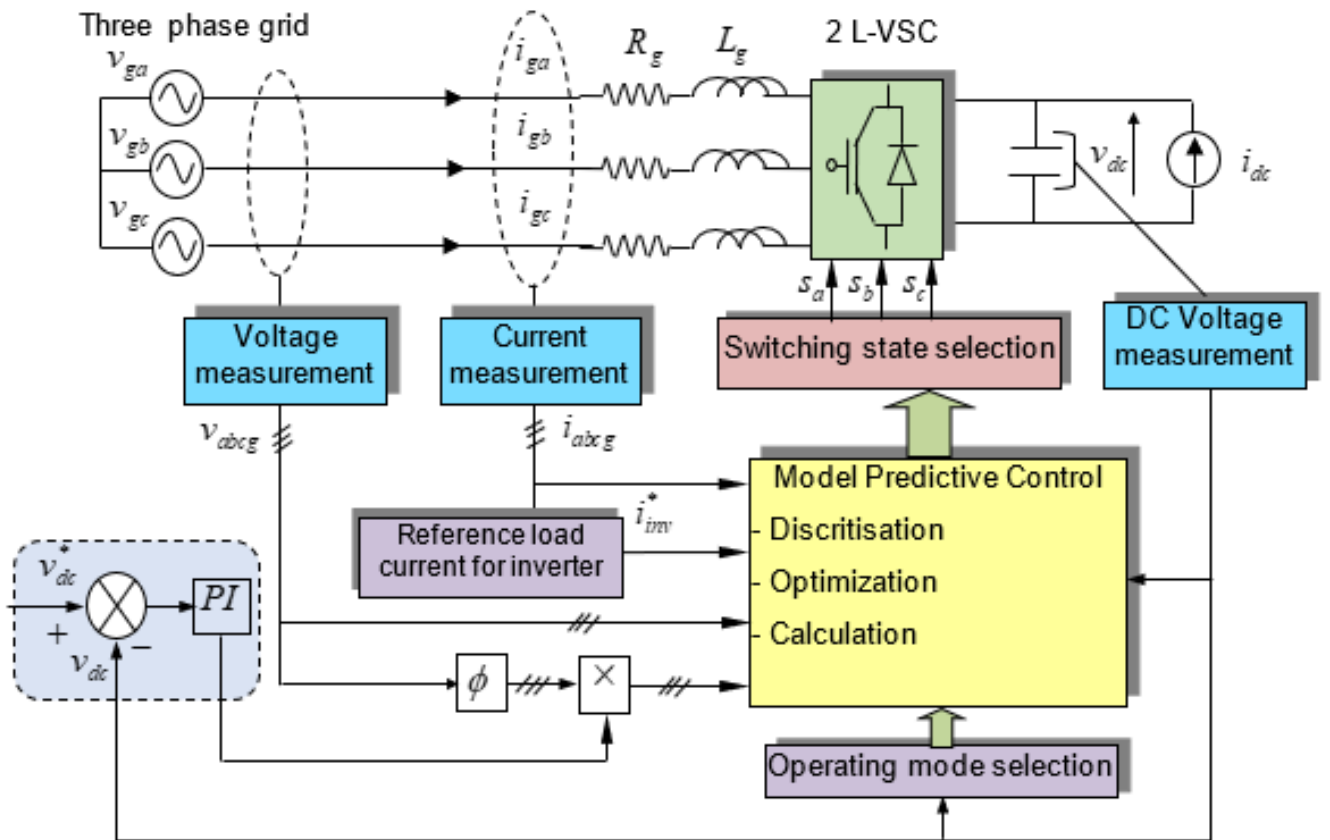 Three phase grid
2 L-VSC
v_ga
i_ga
R_g
L_g
v_gb
i_gb
v_dc
i_dc
v_gc
i_gc
s_a
s_b
s_c
Voltage
measurement
Current
measurement
Switching state selection
DC Voltage
measurement
v_abcg
i_abcg
Model Predictive Control
- Discritisation
- Optimization
- Calculation
Reference load
current for inverter
i*_inv
v*_dc
+
v_dc
−
PI
ϕ
×
Operating mode selection